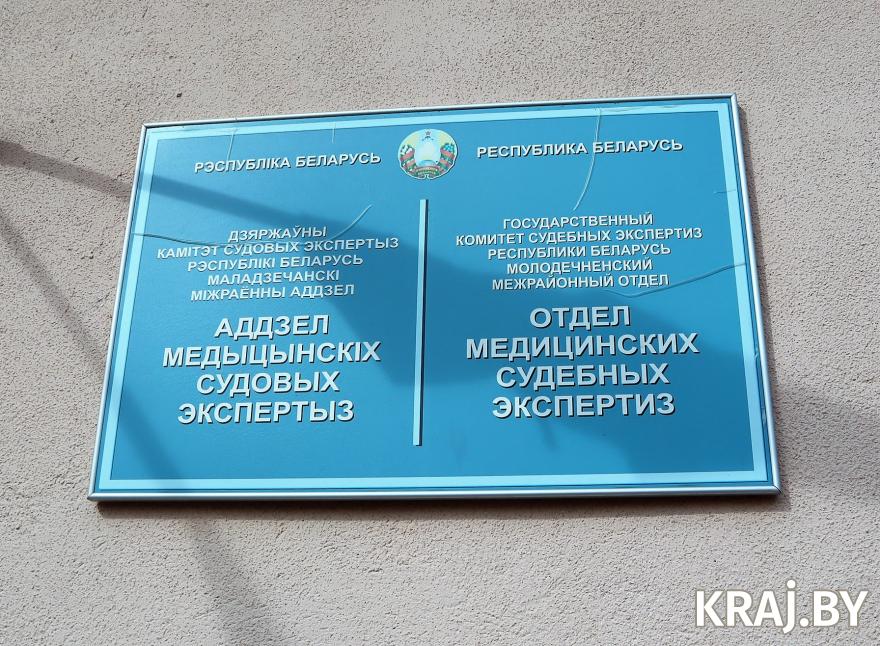 РЭСПУБЛІКА БЕЛАРУСЬ
ДЗЯРЖАЎНЫ
КАМІТЭТ СУДОВЫХ ЭКСПЕРТЫЗ
РЭСПУБЛІКІ БЕЛАРУСЬ
МАЛАДЗЕЧАНСКІ
МІЖРАЁННЫ АДДЗЕЛ
АДДЗЕЛ
МЕДЫЦЫНСКІХ
СУДОВЫХ
ЭКСПЕРТЫЗ
РЕСПУБЛИКА БЕЛАРУСЬ
ГОСУДАРСТВЕННЫЙ
КОМИТЕТ СУДЕБНЫХ ЭКСПЕРТИЗ
РЕСПУБЛИКИ БЕЛАРУСЬ
МОЛОДЕЧНЕНСКИЙ
МЕЖРАЙОННЫЙ ОТДЕЛ
ОТДЕЛ
МЕДИЦИНСКИХ
СУДЕБНЫХ
ЭКСПЕРТИЗ
KRAJ.BY